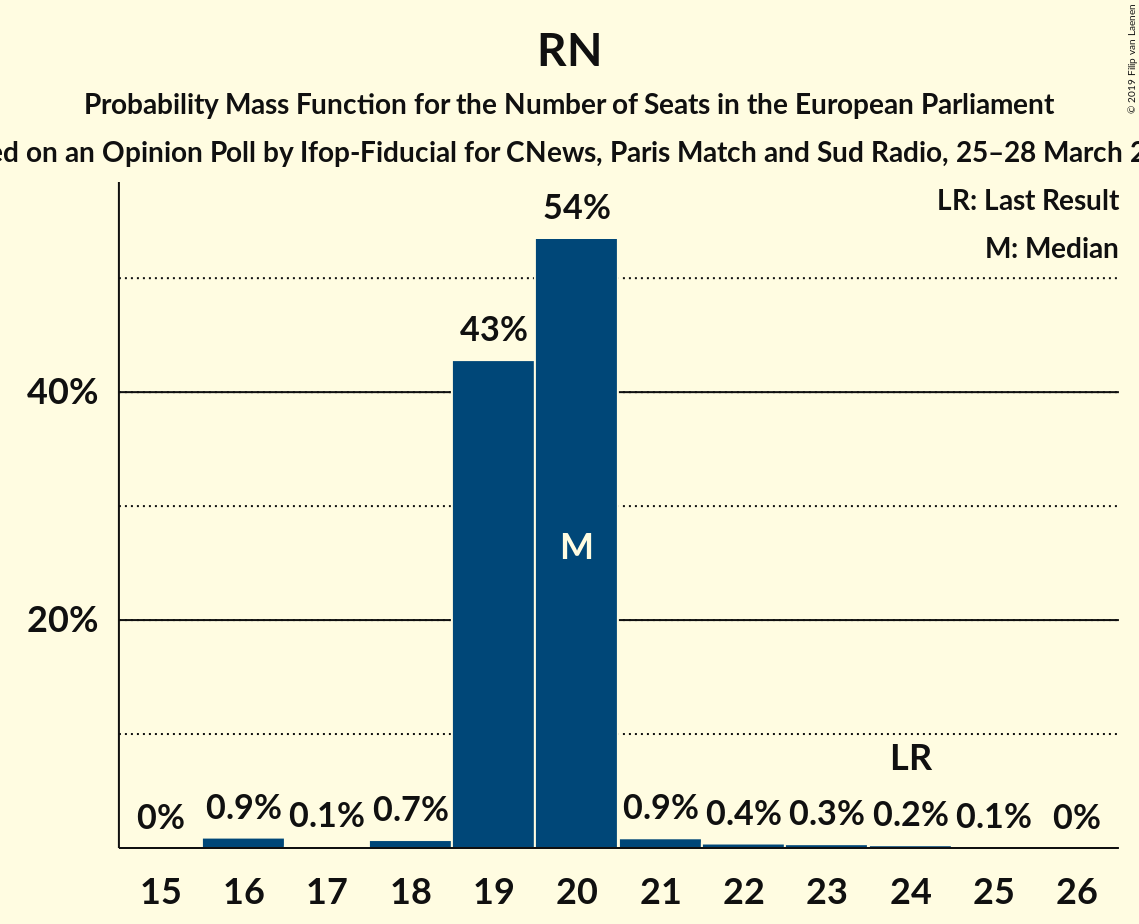 RN
Probability Mass Function for the Number of Seats in the European Parliament
on an Opinion Poll by Ifop-Fiducial for CNews, Paris Match and Sud Radio, 25–28 March
© 2019 Filip van Laenen
LR: Last Result
M: Median
54%
43%
40%
M
20%
LR
0% 0.9% 0.1% 0.7% 0.9% 0.4% 0.3% 0.2% 0.1% 0%
15 16 17 18 19 20 21 22 23 24 25 26